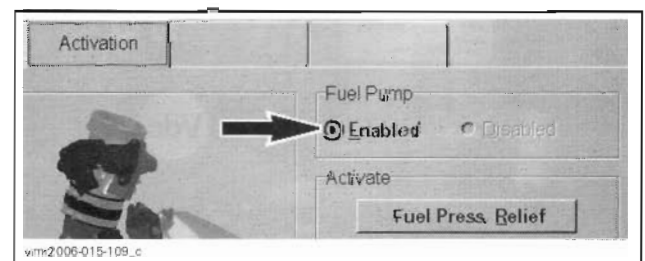 Activation
Fuel Pump
Enabled Disabled
Activate
Fuel Press. Relief
vmr2006-015-109_c